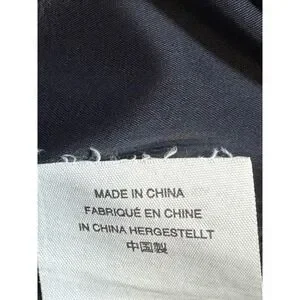 MADE IN CHINA
FABRIQUÉ EN CHINE
IN CHINA HERGESTELLT
中国製